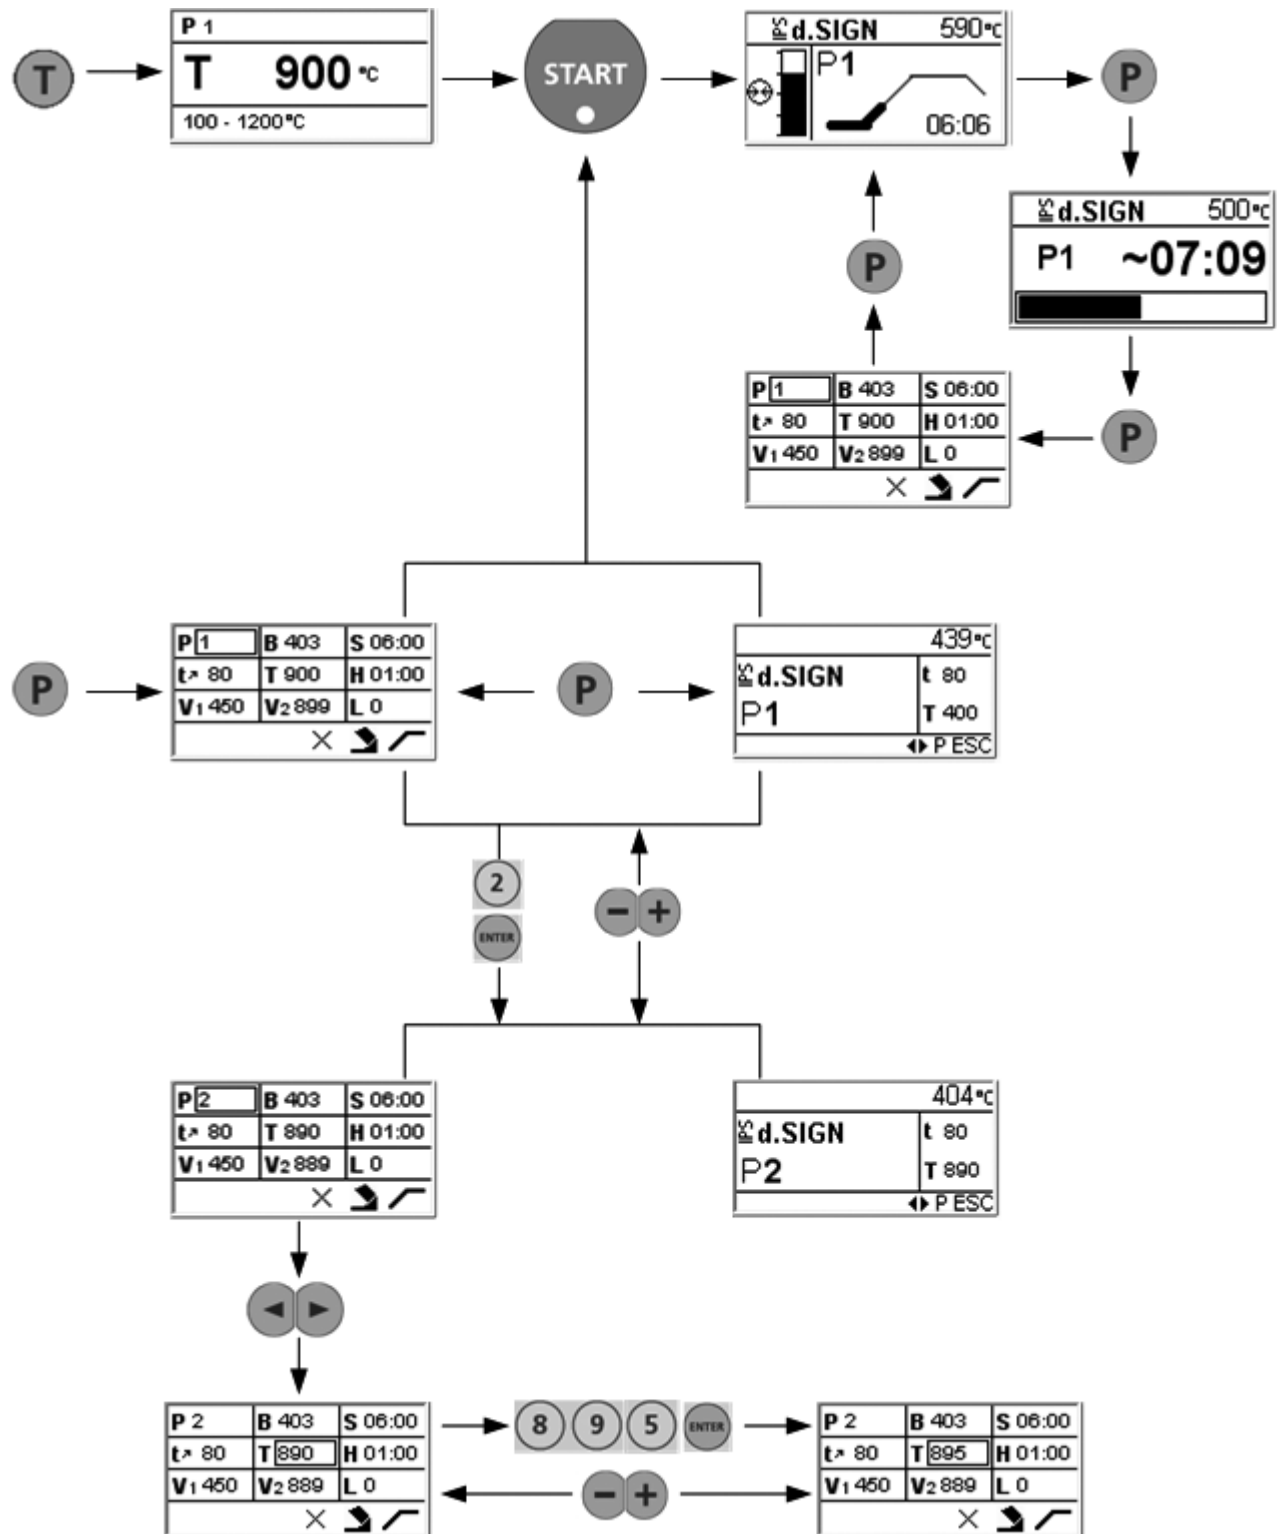 T
P 1
T 900 °C
100 - 1200°C
START
IPS d.SIGN 590°C
P1
06:06
P
IPS d.SIGN 500°C
P1 ~07:09
P
P
P 1 B 403 S 06:00
t↗ 80 T 900 H 01:00
V1 450 V2 899 L 0
P
P 1 B 403 S 06:00
t↗ 80 T 900 H 01:00
V1 450 V2 899 L 0
P
439°C
IPS d.SIGN t 80
P1 T 400
P ESC
2
ENTER
− +
P 2 B 403 S 06:00
t↗ 80 T 890 H 01:00
V1 450 V2 889 L 0
404°C
IPS d.SIGN t 80
P2 T 890
P ESC
P 2 B 403 S 06:00
t↗ 80 T 890 H 01:00
V1 450 V2 889 L 0
8 9 5 ENTER
− +
P 2 B 403 S 06:00
t↗ 80 T 895 H 01:00
V1 450 V2 889 L 0